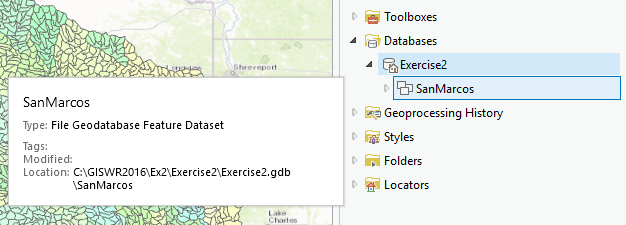 Shreveport
SanMarcos
Type: File Geodatabase Feature Dataset
Tags:
Modified:
Location: C:\GISWR2016\Ex2\Exercise2\Exercise2.gdb
\SanMarcos
Lake
Charles
Toolboxes
Databases
Exercise2
SanMarcos
Geoprocessing History
Styles
Folders
Locators